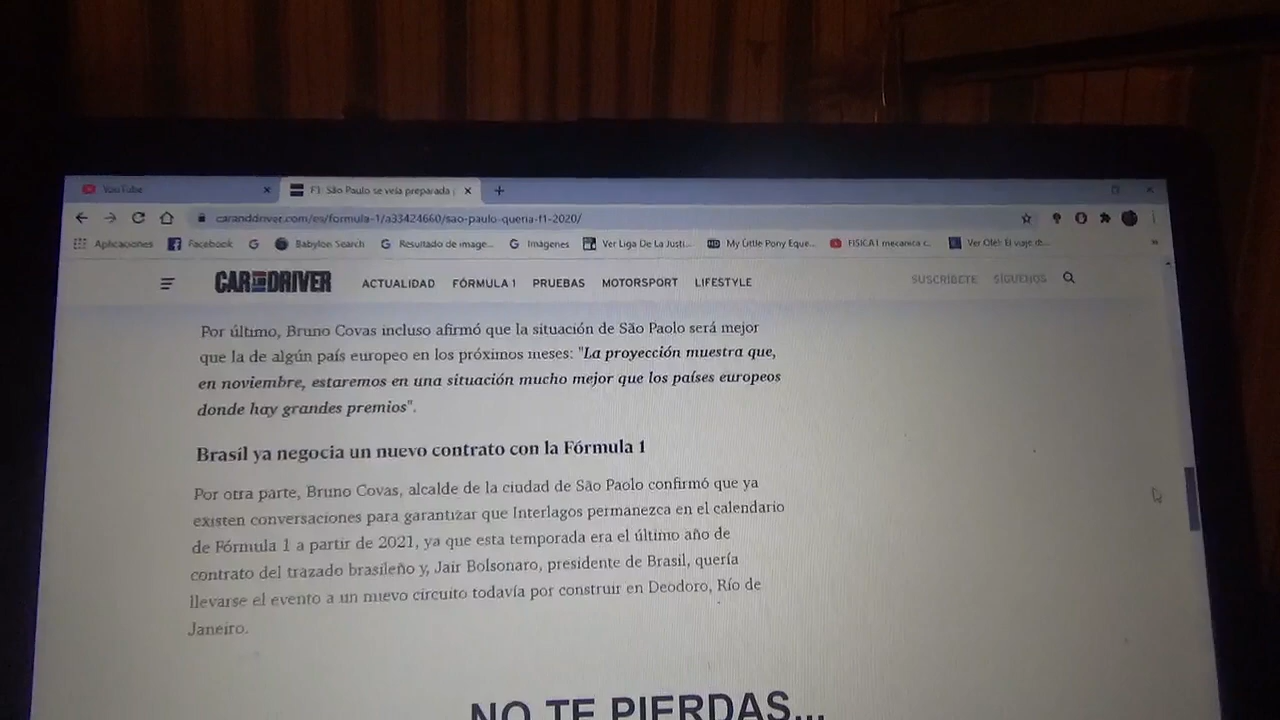 YouTube
F1: São Paulo se veía preparada
caranddriver.com/es/formula-1/a33424660/sao-paulo-queria-f1-2020/
Aplicaciones Facebook Babylon Search Resultado de image... Imágenes Ver Liga De La Justi... My Little Pony Eque... FISICA I mecanica c... Ver Olé! El viaje d...
CAR AND DRIVER ACTUALIDAD FÓRMULA 1 PRUEBAS MOTORSPORT LIFESTYLE SUSCRÍBETE SÍGUENOS
Por último, Bruno Covas incluso afirmó que la situación de São Paolo será mejor
que la de algún país europeo en los próximos meses: "La proyección muestra que,
en noviembre, estaremos en una situación mucho mejor que los países europeos
donde hay grandes premios".
Brasil ya negocia un nuevo contrato con la Fórmula 1
Por otra parte, Bruno Covas, alcalde de la ciudad de São Paolo confirmó que ya
existen conversaciones para garantizar que Interlagos permanezca en el calendario
de Fórmula 1 a partir de 2021, ya que esta temporada era el último año de
contrato del trazado brasileño y, Jair Bolsonaro, presidente de Brasil, quería
llevarse el evento a un nuevo circuito todavía por construir en Deodoro, Río de
Janeiro.
NO TE PIERDAS...